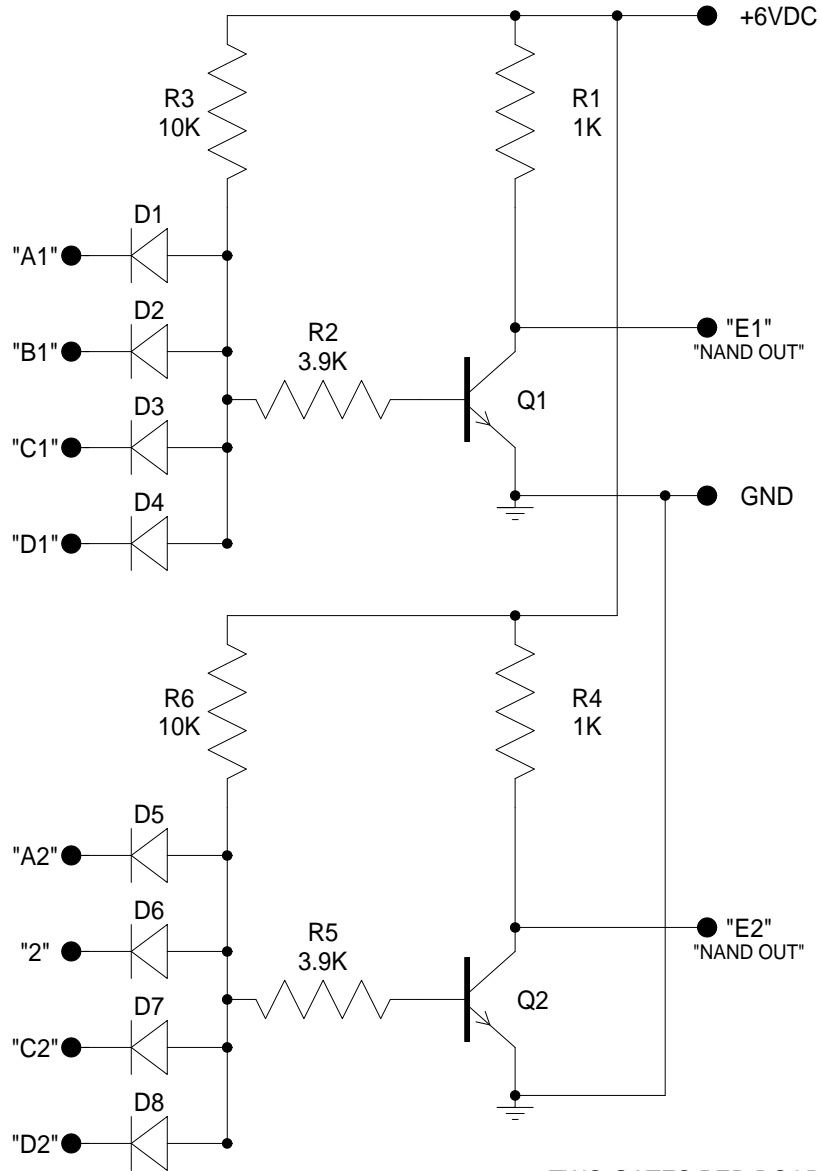 +6VDC
R3
10K
R1
1K
D1
"A1"
D2
"B1"
R2
3.9K
"E1"
"NAND OUT"
D3
"C1"
Q1
D4
"D1"
GND
R6
10K
R4
1K
D5
"A2"
D6
"2"
R5
3.9K
"E2"
"NAND OUT"
D7
"C2"
Q2
D8
"D2"